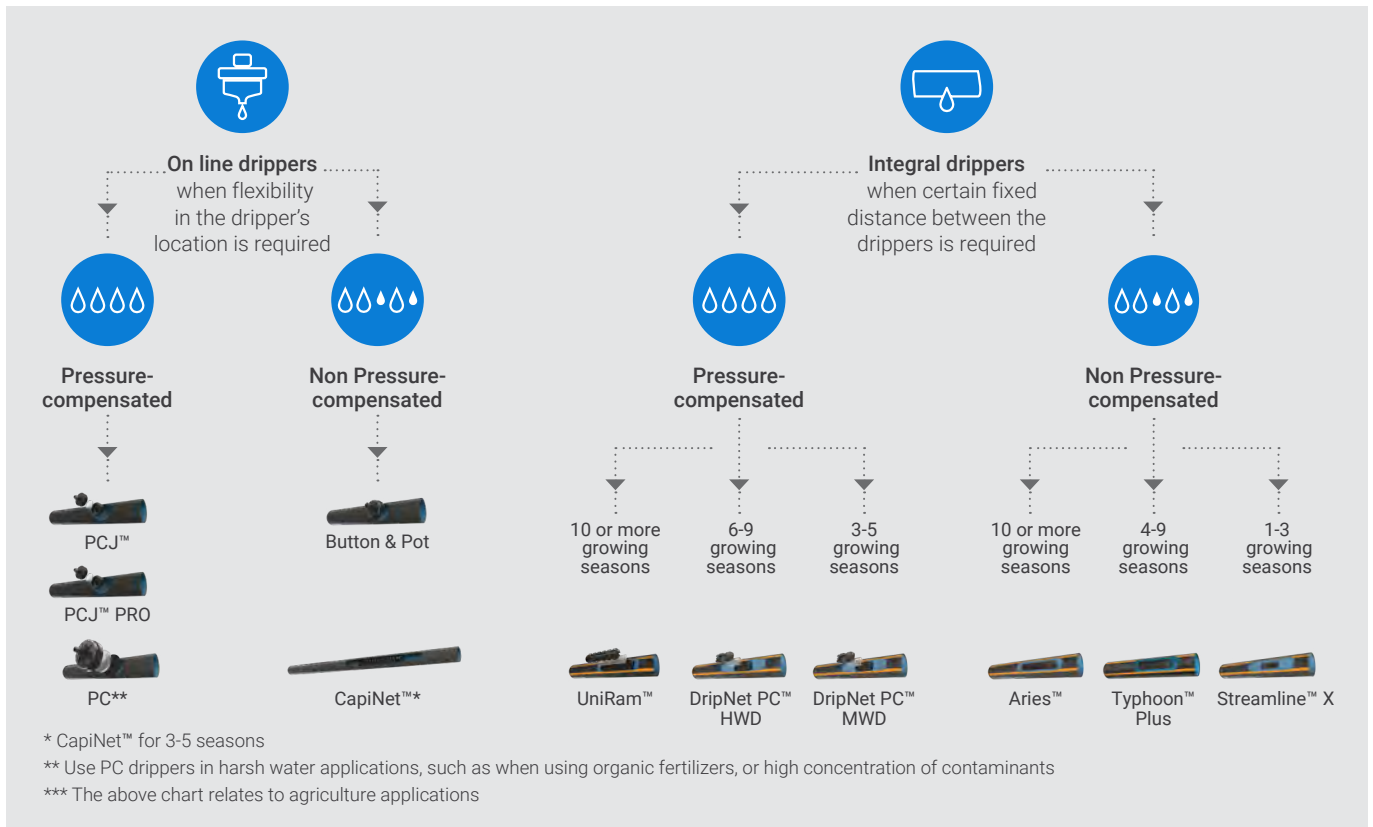 On line drippers
when flexibility
in the dripper's
location is required
Integral drippers
when certain fixed
distance between the
drippers is required
Pressure-
compensated
Non Pressure-
compensated
Pressure-
compensated
Non Pressure-
compensated
PCJ™
PCJ™ PRO
PC**
Button & Pot
CapiNet™*
10 or more
growing
seasons
6-9
growing
seasons
3-5
growing
seasons
10 or more
growing
seasons
4-9
growing
seasons
1-3
growing
seasons
UniRam™
DripNet PC™
HWD
DripNet PC™
MWD
Aries™
Typhoon™
Plus
Streamline™ X
* CapiNet™ for 3-5 seasons
** Use PC drippers in harsh water applications, such as when using organic fertilizers, or high concentration of contaminants
*** The above chart relates to agriculture applications